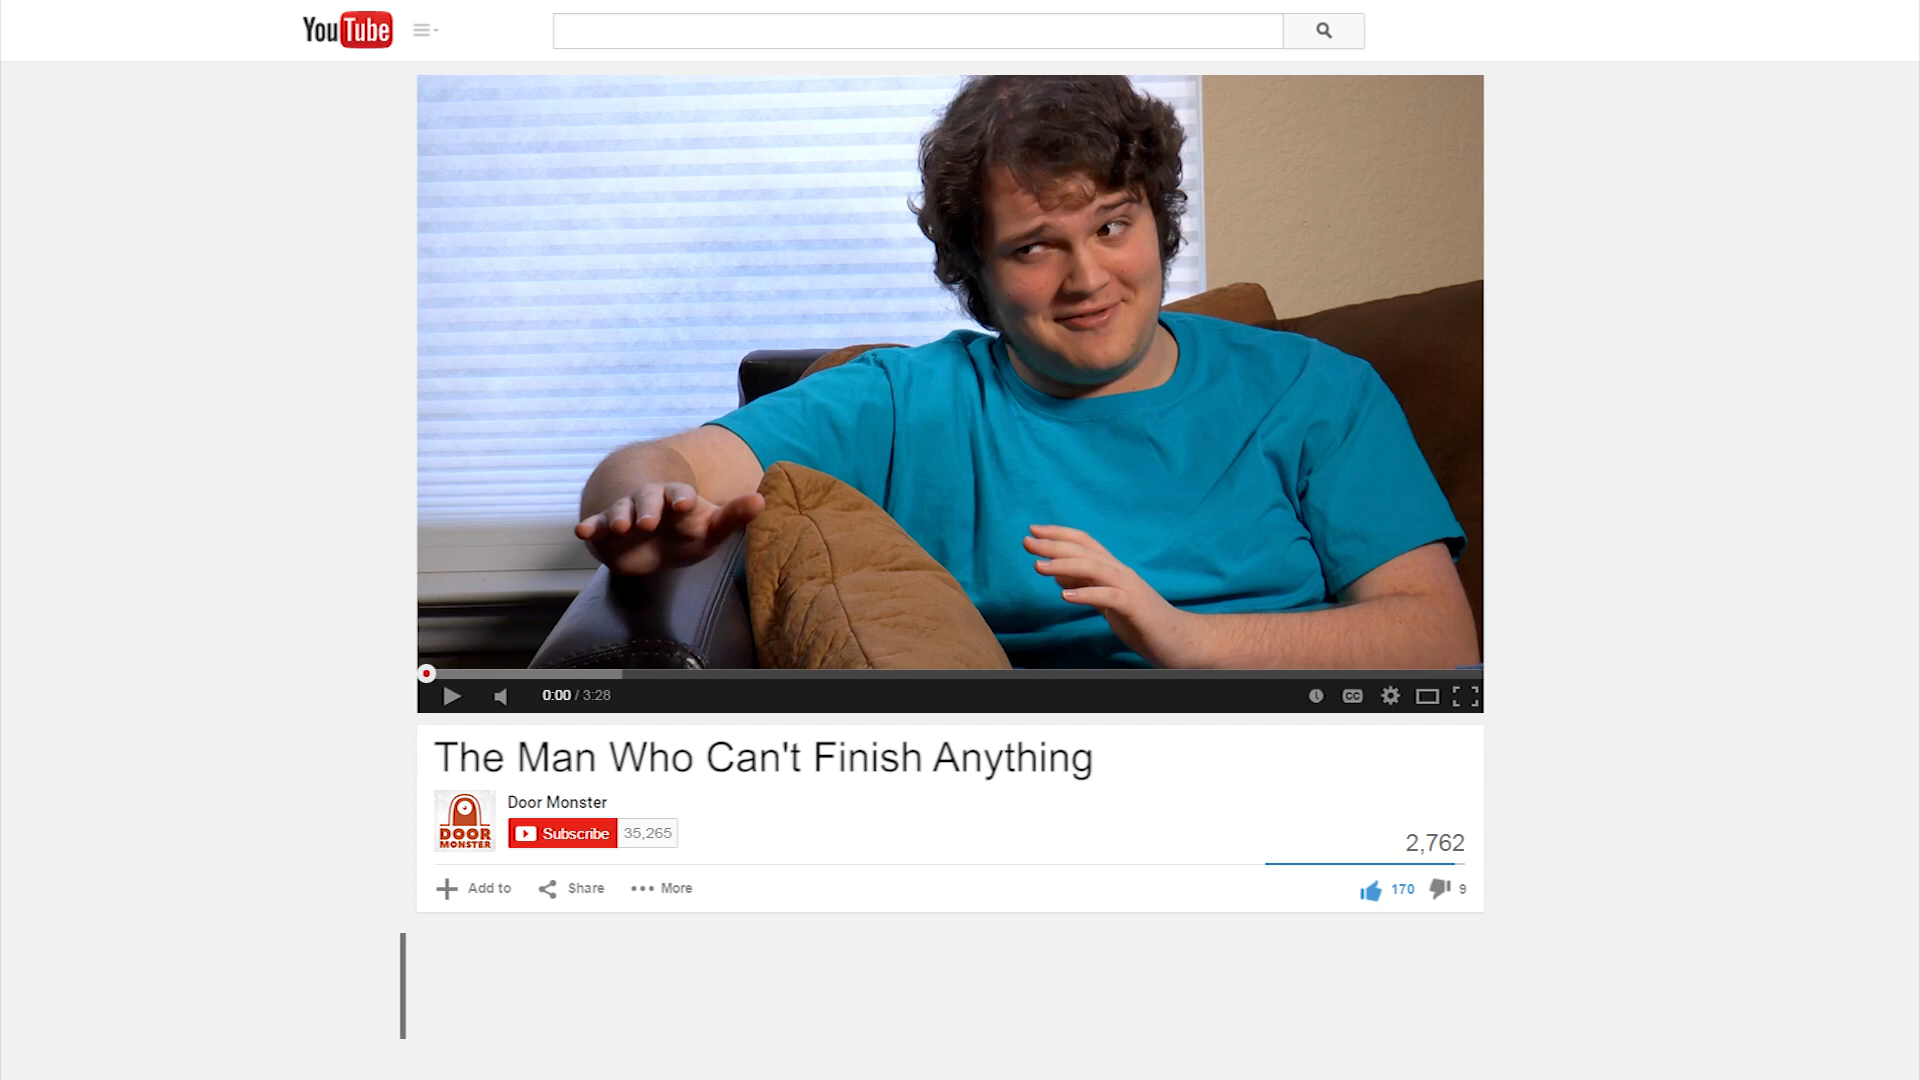 YouTube
0:00 / 3:28
CC
The Man Who Can't Finish Anything
DOOR
MONSTER
Door Monster
Subscribe 35,265
2,762
Add to Share More
170 9